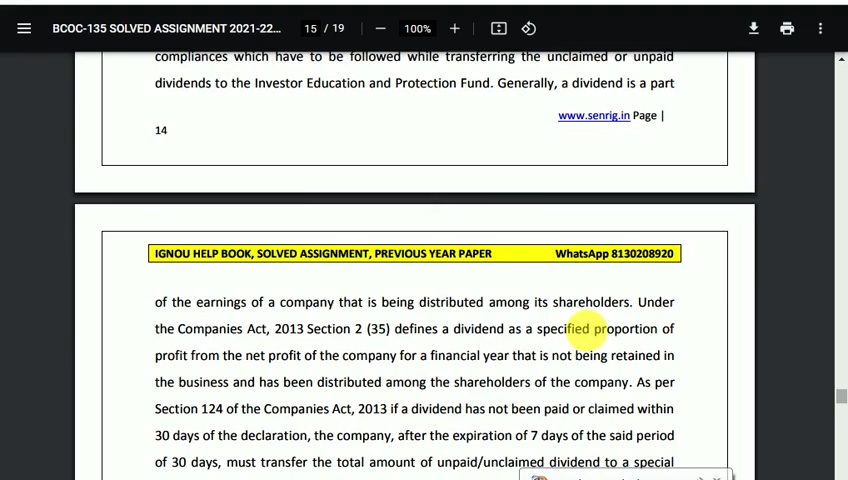 BCOC-135 SOLVED ASSIGNMENT 2021-22... 15 / 19 100%
compliances which have to be followed while transferring the unclaimed or unpaid
dividends to the Investor Education and Protection Fund. Generally, a dividend is a part
www.senrig.in Page |
14
IGNOU HELP BOOK, SOLVED ASSIGNMENT, PREVIOUS YEAR PAPER WhatsApp 8130208920
of the earnings of a company that is being distributed among its shareholders. Under
the Companies Act, 2013 Section 2 (35) defines a dividend as a specified proportion of
profit from the net profit of the company for a financial year that is not being retained in
the business and has been distributed among the shareholders of the company. As per
Section 124 of the Companies Act, 2013 if a dividend has not been paid or claimed within
30 days of the declaration, the company, after the expiration of 7 days of the said period
of 30 days, must transfer the total amount of unpaid/unclaimed dividend to a special